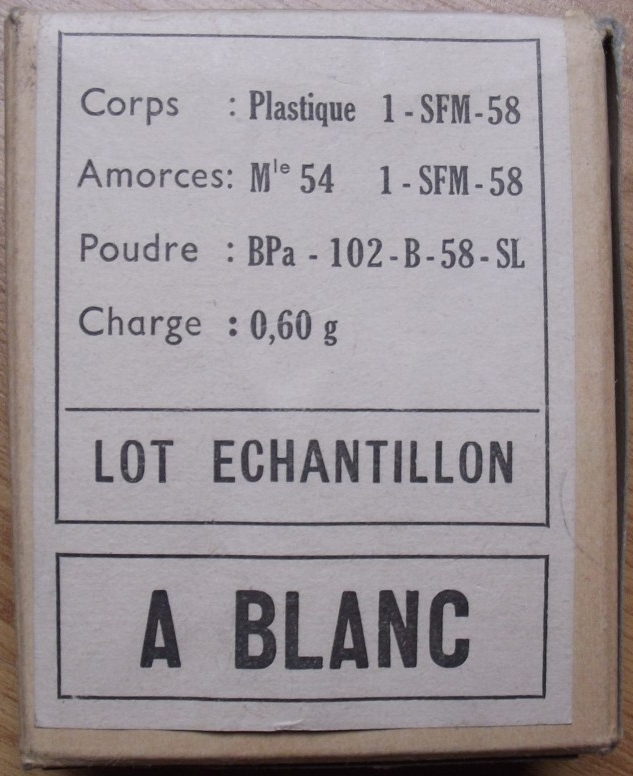 Corps : Plastique 1 - SFM - 58
Amorces: Mle 54 1 - SFM - 58
Poudre : BPa - 102 - B - 58 - SL
Charge : 0,60 g
LOT ECHANTILLON
A BLANC